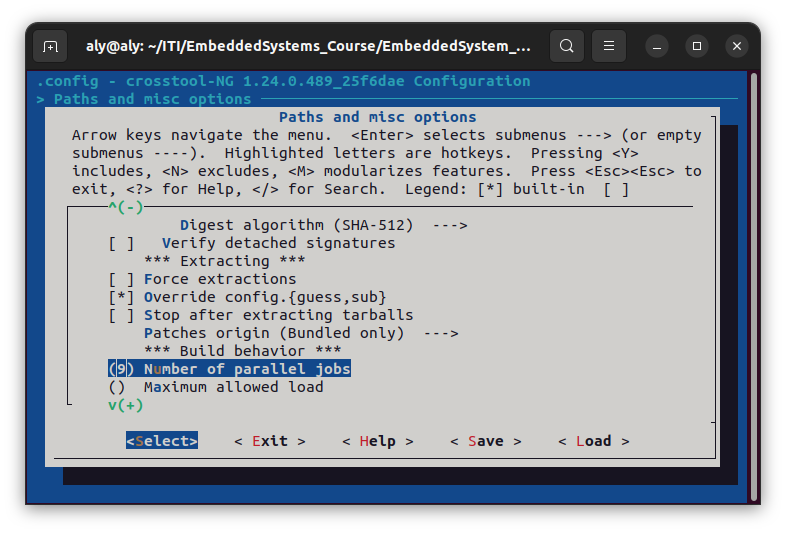 aly@aly: ~/ITI/EmbeddedSystems_Course/EmbeddedSystem_...
.config - crosstool-NG 1.24.0.489_25f6dae Configuration
> Paths and misc options
Paths and misc options
Arrow keys navigate the menu.  <Enter> selects submenus ---> (or empty
submenus ----).  Highlighted letters are hotkeys.  Pressing <Y>
includes, <N> excludes, <M> modularizes features.  Press <Esc><Esc> to
exit, <?> for Help, </> for Search.  Legend: [*] built-in  [ ]
^(-)
Digest algorithm (SHA-512)  --->
[ ]   Verify detached signatures
*** Extracting ***
[ ] Force extractions
[*] Override config.{guess,sub}
[ ] Stop after extracting tarballs
Patches origin (Bundled only)  --->
*** Build behavior ***
(9) Number of parallel jobs
()  Maximum allowed load
v(+)
<Select>    < Exit >    < Help >    < Save >    < Load >